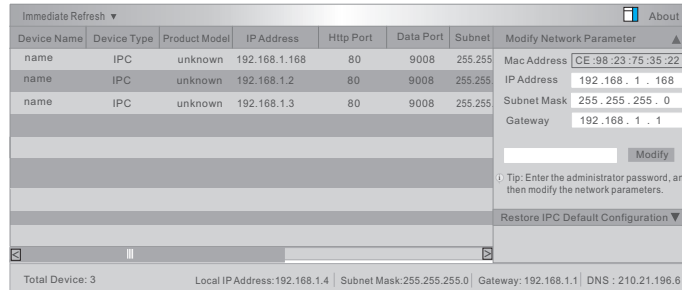 Immediate Refresh ▼
About
Device Name Device Type Product Model IP Address Http Port Data Port Subnet
name IPC unknown 192.168.1.168 80 9008 255.255
name IPC unknown 192.168.1.2 80 9008 255.255.
name IPC unknown 192.168.1.3 80 9008 255.255.
Modify Network Parameter ▲
Mac Address CE :98 :23 :75 :35 :22
IP Address 192.168 . 1 . 168
Subnet Mask 255 . 255 . 255 . 0
Gateway 192 .168 . 1 . 1
Modify
Tip: Enter the administrator password, an
then modify the network parameters.
Restore IPC Default Configuration ▼
Total Device: 3 Local IP Address:192.168.1.4 Subnet Mask:255.255.255.0 Gateway: 192.168.1.1 DNS : 210.21.196.6